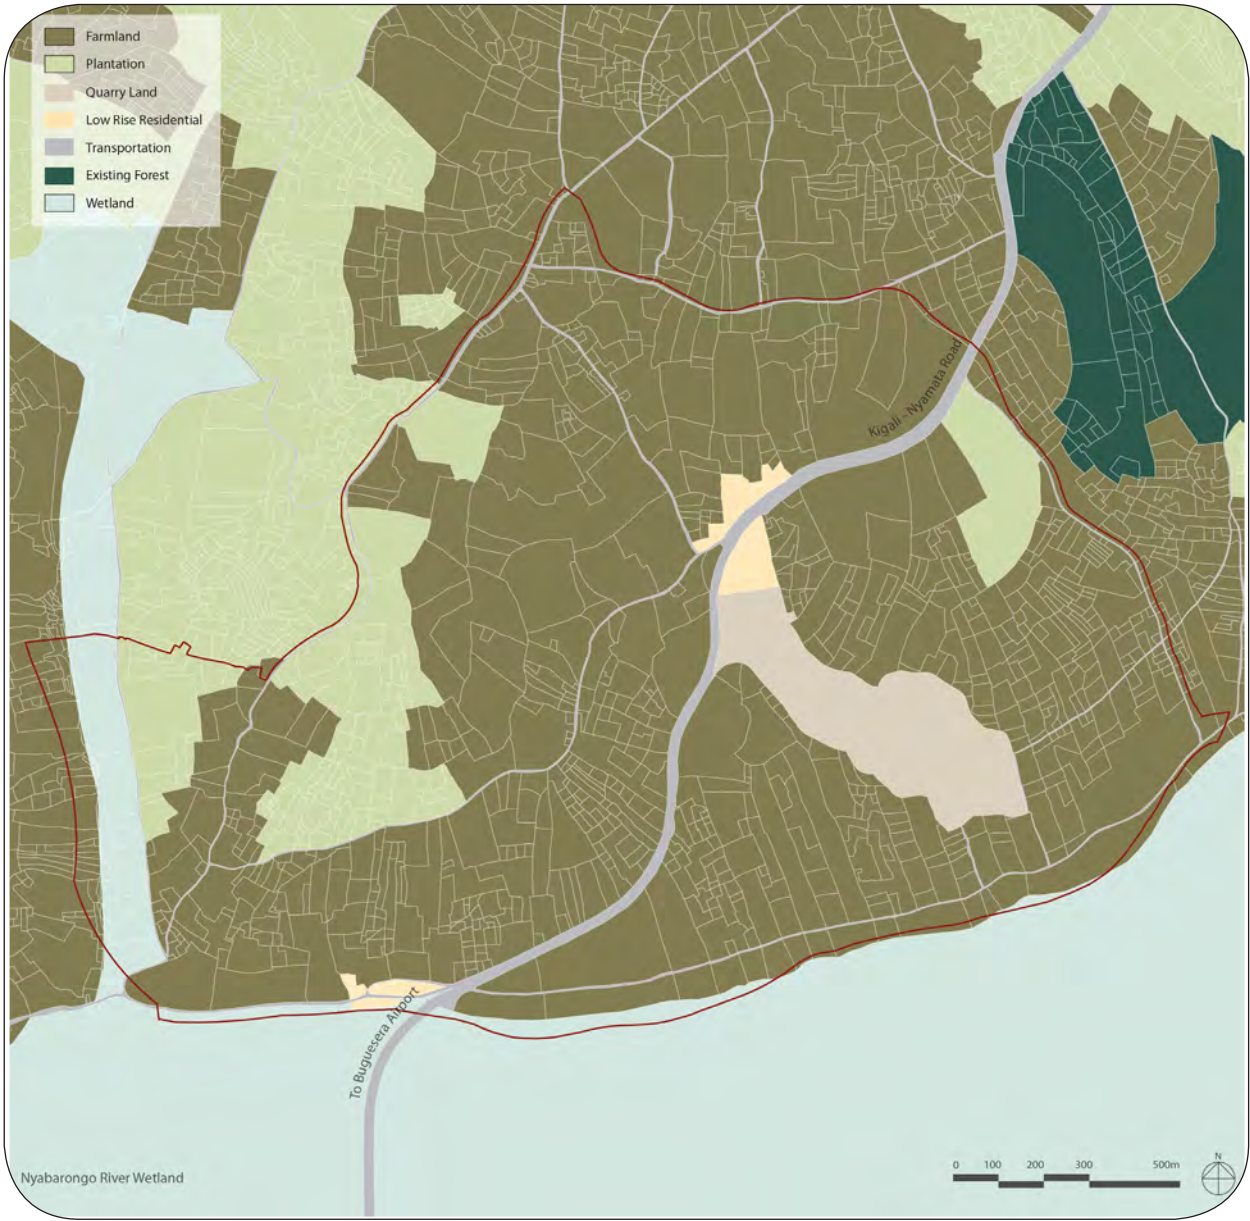 Farmland
Plantation
Quarry Land
Low Rise Residential
Transportation
Existing Forest
Wetland
Kigali - Nyamata Road
To Buguesera Airport
Nyabarongo River Wetland
0 100 200 300 500m
N